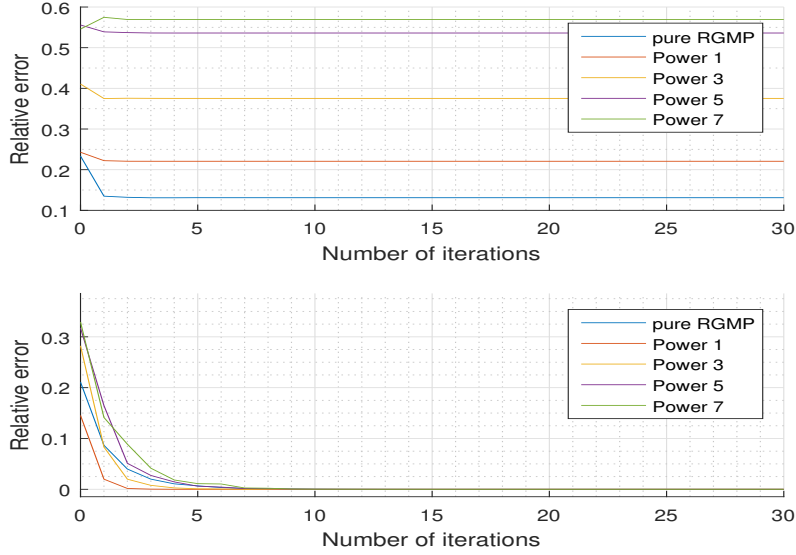 0.6
0.5
0.4
0.3
0.2
0.1
Relative error
0 5 10 15 20 25 30
Number of iterations
pure RGMP
Power 1
Power 3
Power 5
Power 7
0.3
0.2
0.1
0
Relative error
0 5 10 15 20 25 30
Number of iterations
pure RGMP
Power 1
Power 3
Power 5
Power 7